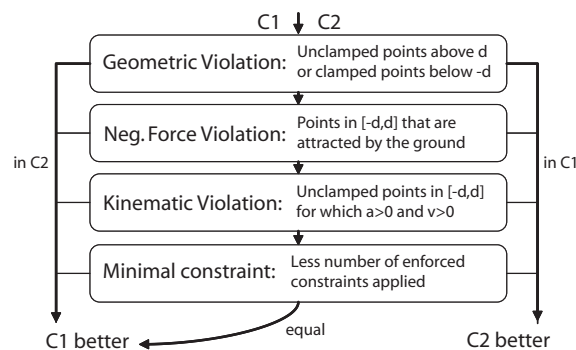 C1 C2
Geometric Violation: Unclamped points above d
or clamped points below -d
Neg. Force Violation: Points in [-d,d] that are
attracted by the ground
in C2
in C1
Kinematic Violation: Unclamped points in [-d,d]
for which a>0 and v>0
Minimal constraint: Less number of enforced
constraints applied
equal
C1 better
C2 better